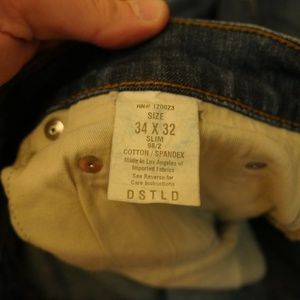 RN# 120023
SIZE
34 X 32
SLIM
98/2
COTTON / SPANDEX
Made in Los Angeles of
Imported Fabrics
See Reverse for
Care Instructions
DSTLD